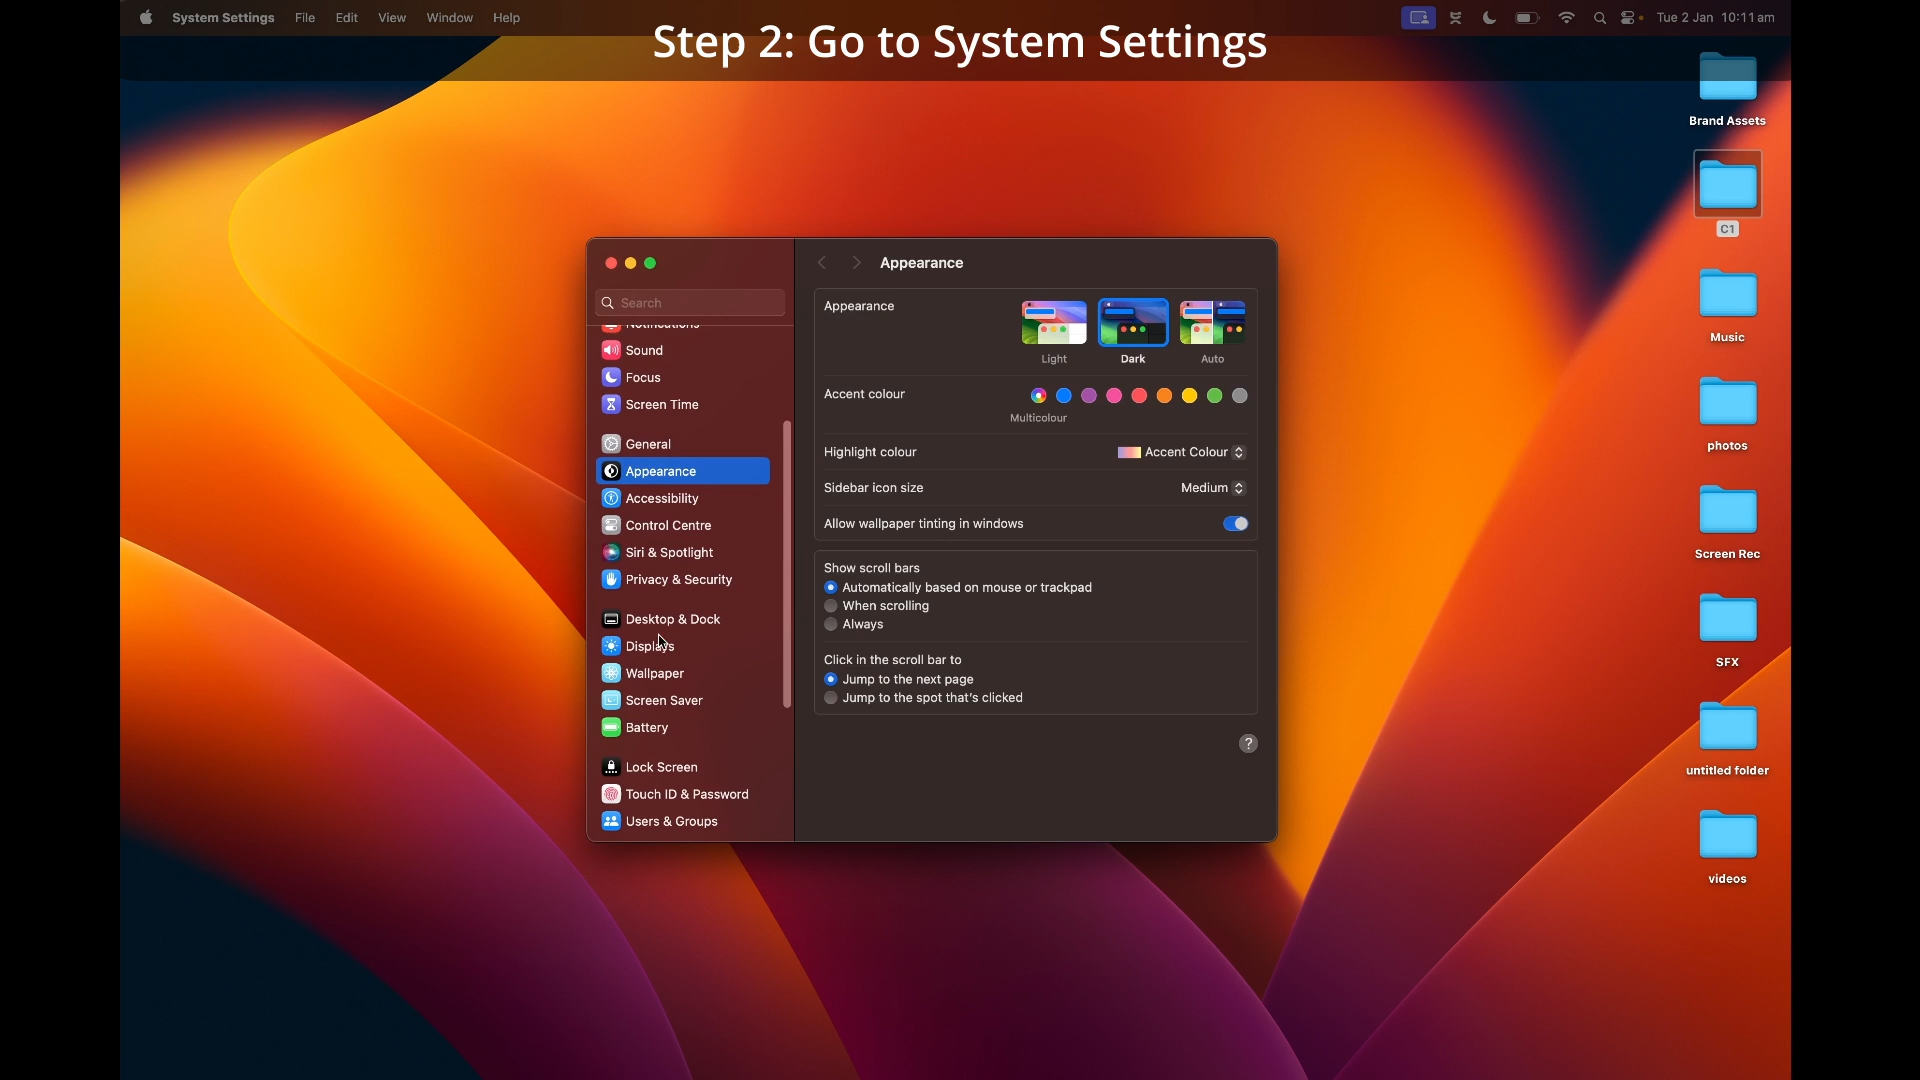 System Settings File Edit View Window Help
Tue 2 Jan 10:11 am
Step 2: Go to System Settings
Brand Assets
C1
Music
photos
Screen Rec
SFX
untitled folder
videos
Search
Notifications
Sound
Focus
Screen Time
General
Appearance
Accessibility
Control Centre
Siri & Spotlight
Privacy & Security
Desktop & Dock
Displays
Wallpaper
Screen Saver
Battery
Lock Screen
Touch ID & Password
Users & Groups
Appearance
Appearance
Light Dark Auto
Accent colour
Multicolour
Highlight colour Accent Colour
Sidebar icon size Medium
Allow wallpaper tinting in windows
Show scroll bars
Automatically based on mouse or trackpad
When scrolling
Always
Click in the scroll bar to
Jump to the next page
Jump to the spot that's clicked
?